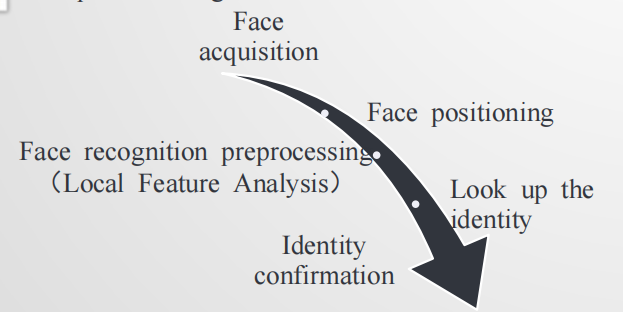 Face
acquisition
Face positioning
Face recognition preprocessing
（Local Feature Analysis）
Look up the
identity
Identity
confirmation